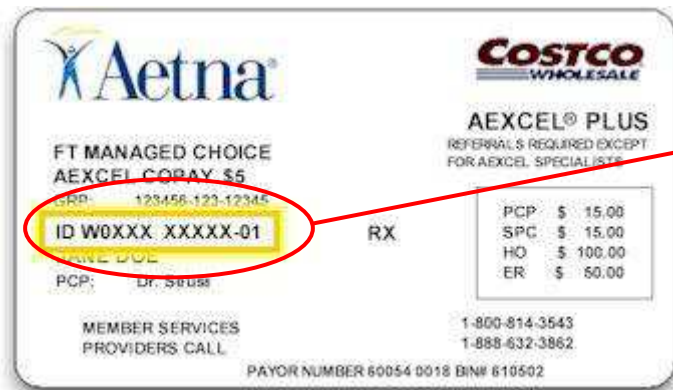 Aetna®
COSTCO
WHOLESALE
AEXCEL® PLUS
REFERRALS REQUIRED EXCEPT
FOR AEXCEL SPECIALISTS
FT MANAGED CHOICE
AEXCEL COPAY $5
GRP: 123456-123-12345
ID W0XXX XXXXX-01
JANE DOE
PCP: Dr. Struss
RX
PCP $ 15.00
SPC $ 15.00
HO $ 100.00
ER $ 50.00
MEMBER SERVICES 1-800-814-3543
PROVIDERS CALL 1-888-632-3862
PAYOR NUMBER 60054 0018 BIN# 610502